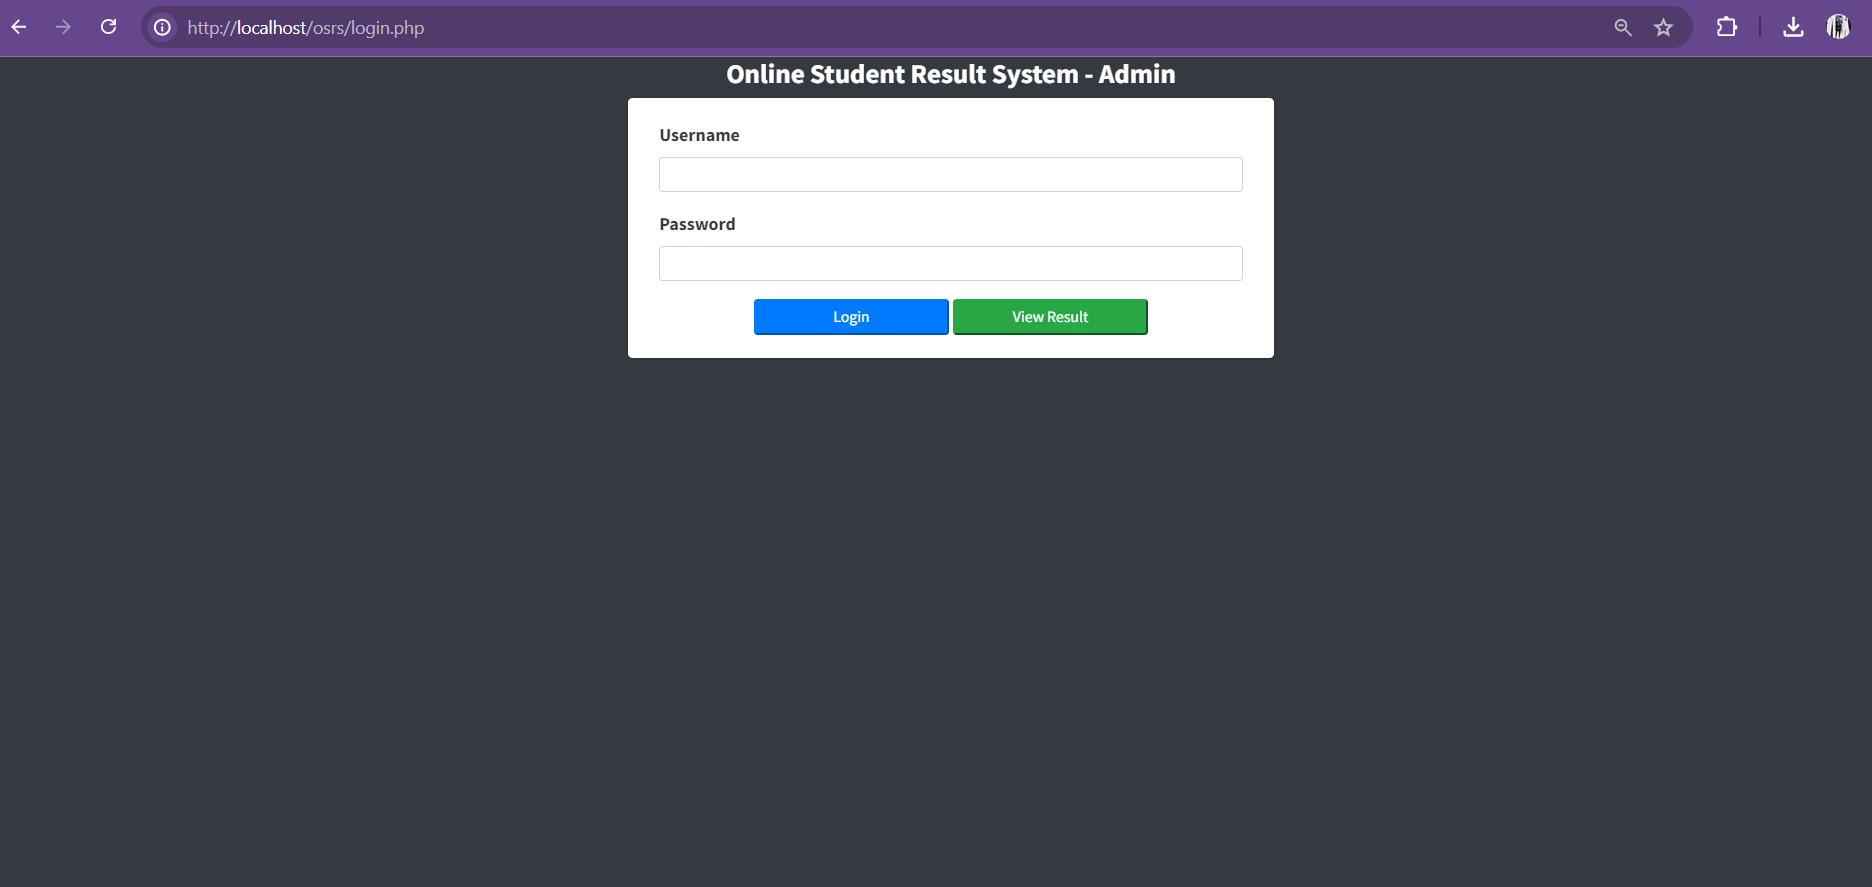 http://localhost/osrs/login.php
Online Student Result System - Admin
Username
Password
Login View Result